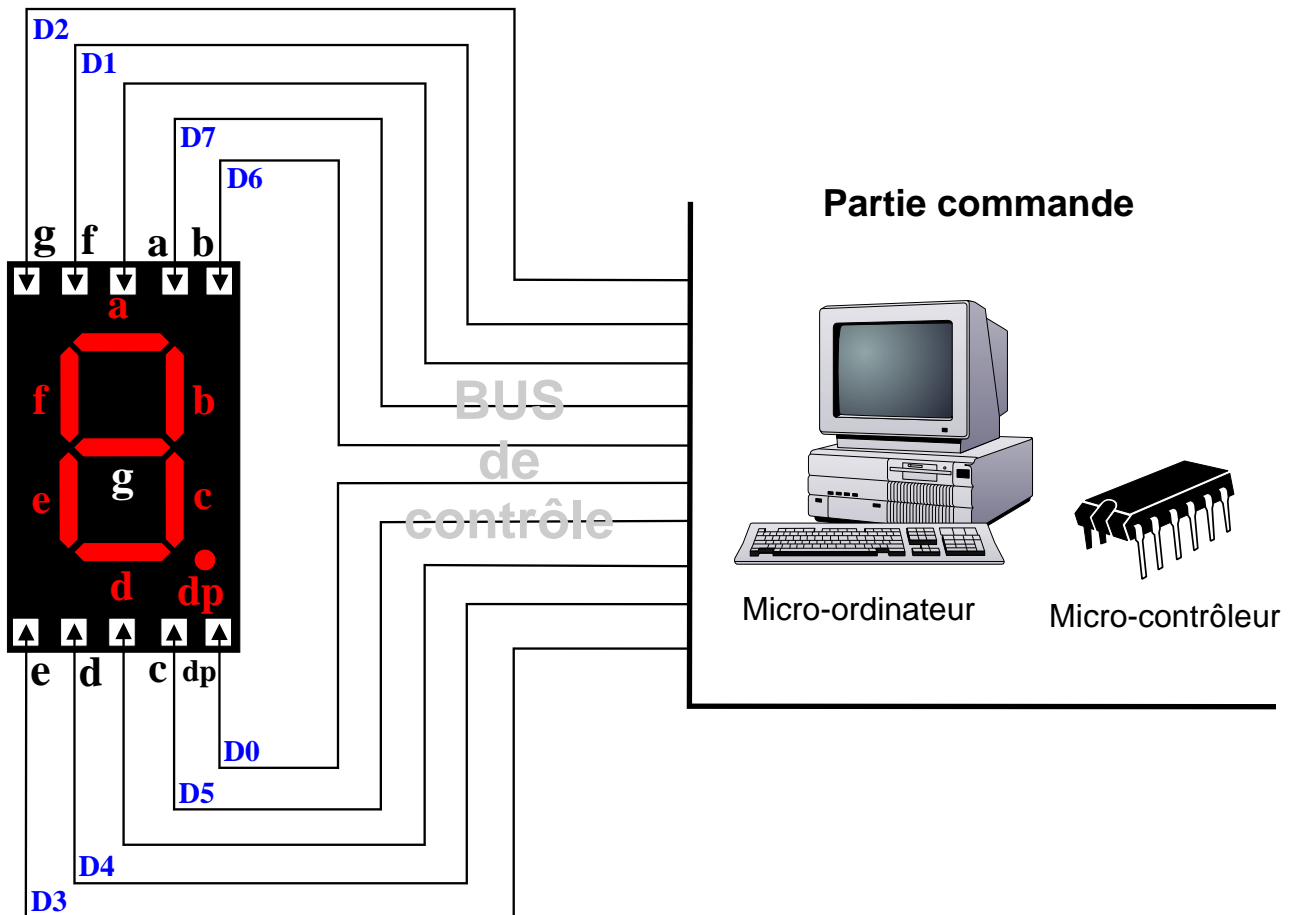 D2
D1
D7
D6
Partie commande
g f a b
a
f b
BUS
de
contrôle
g
e c
d dp
Micro-ordinateur
Micro-contrôleur
e d c dp
D0
D5
D4
D3